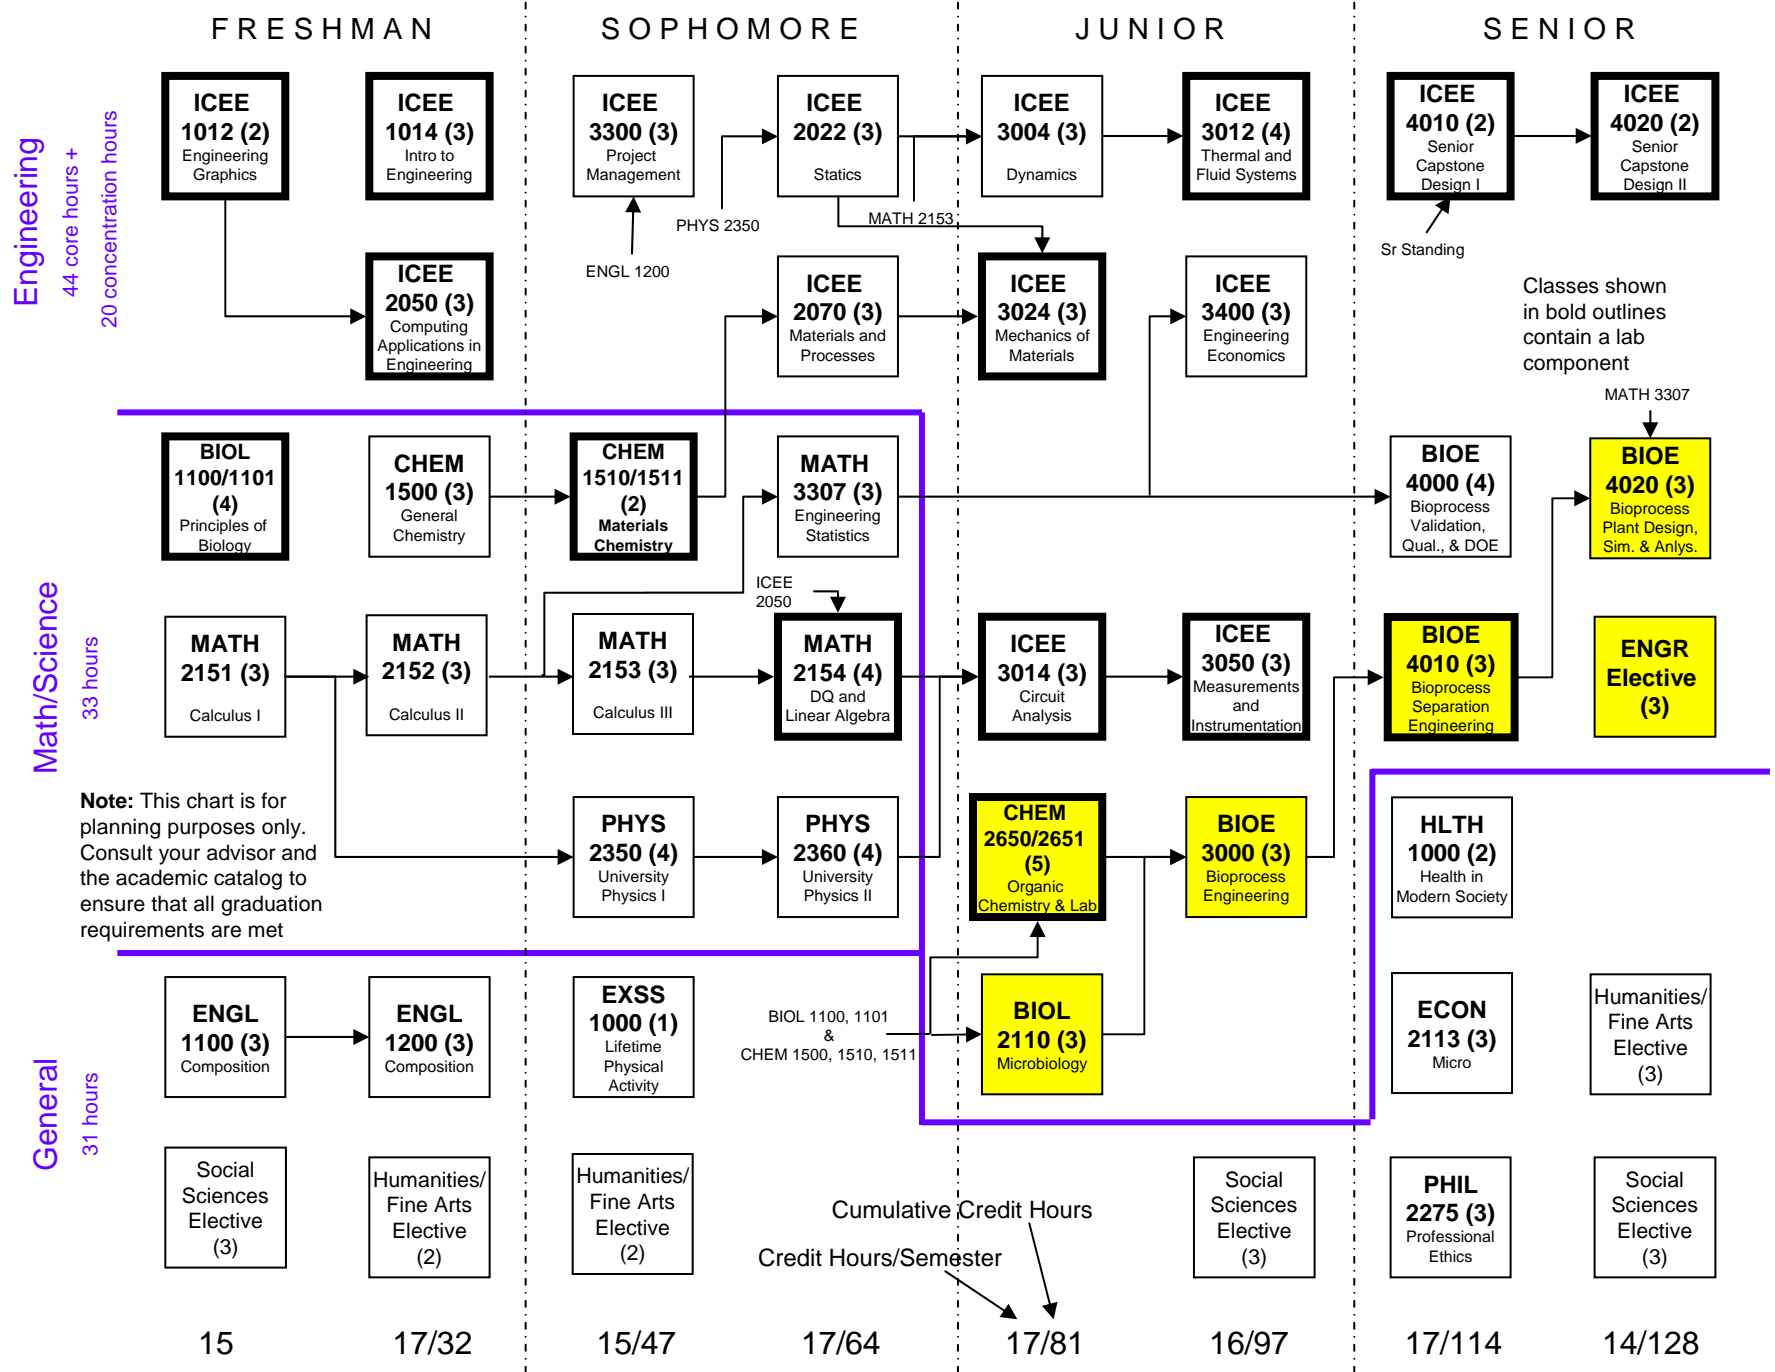 FRESHMAN
SOPHOMORE
JUNIOR
SENIOR
Engineering
44 core hours +
20 concentration hours
ICEE
1012 (2)
Engineering
Graphics
ICEE
1014 (3)
Intro to
Engineering
ICEE
3300 (3)
Project
Management
ICEE
2022 (3)
Statics
ICEE
3004 (3)
Dynamics
ICEE
3012 (4)
Thermal and
Fluid Systems
ICEE
4010 (2)
Senior
Capstone
Design I
ICEE
4020 (2)
Senior
Capstone
Design II
PHYS 2350
MATH 2153
ENGL 1200
Sr Standing
ICEE
2050 (3)
Computing
Applications in
Engineering
ICEE
2070 (3)
Materials and
Processes
ICEE
3024 (3)
Mechanics of
Materials
ICEE
3400 (3)
Engineering
Economics
Classes shown
in bold outlines
contain a lab
component
MATH 3307
Math/Science
33 hours
BIOL
1100/1101
(4)
Principles of
Biology
CHEM
1500 (3)
General
Chemistry
CHEM
1510/1511
(2)
Materials
Chemistry
MATH
3307 (3)
Engineering
Statistics
BIOE
4000 (4)
Bioprocess
Validation,
Qual., & DOE
BIOE
4020 (3)
Bioprocess
Plant Design,
Sim. & Anlys.
ICEE
2050
MATH
2151 (3)
Calculus I
MATH
2152 (3)
Calculus II
MATH
2153 (3)
Calculus III
MATH
2154 (4)
DQ and
Linear Algebra
ICEE
3014 (3)
Circuit
Analysis
ICEE
3050 (3)
Measurements
and
Instrumentation
BIOE
4010 (3)
Bioprocess
Separation
Engineering
ENGR
Elective
(3)
Note: This chart is for
planning purposes only.
Consult your advisor and
the academic catalog to
ensure that all graduation
requirements are met
PHYS
2350 (4)
University
Physics I
PHYS
2360 (4)
University
Physics II
CHEM
2650/2651
(5)
Organic
Chemistry & Lab
BIOE
3000 (3)
Bioprocess
Engineering
HLTH
1000 (2)
Health in
Modern Society
General
31 hours
ENGL
1100 (3)
Composition
ENGL
1200 (3)
Composition
EXSS
1000 (1)
Lifetime
Physical
Activity
BIOL 1100, 1101
&
CHEM 1500, 1510, 1511
BIOL
2110 (3)
Microbiology
ECON
2113 (3)
Micro
Humanities/
Fine Arts
Elective
(3)
Social
Sciences
Elective
(3)
Humanities/
Fine Arts
Elective
(2)
Humanities/
Fine Arts
Elective
(2)
Cumulative Credit Hours
Credit Hours/Semester
Social
Sciences
Elective
(3)
PHIL
2275 (3)
Professional
Ethics
Social
Sciences
Elective
(3)
15
17/32
15/47
17/64
17/81
16/97
17/114
14/128